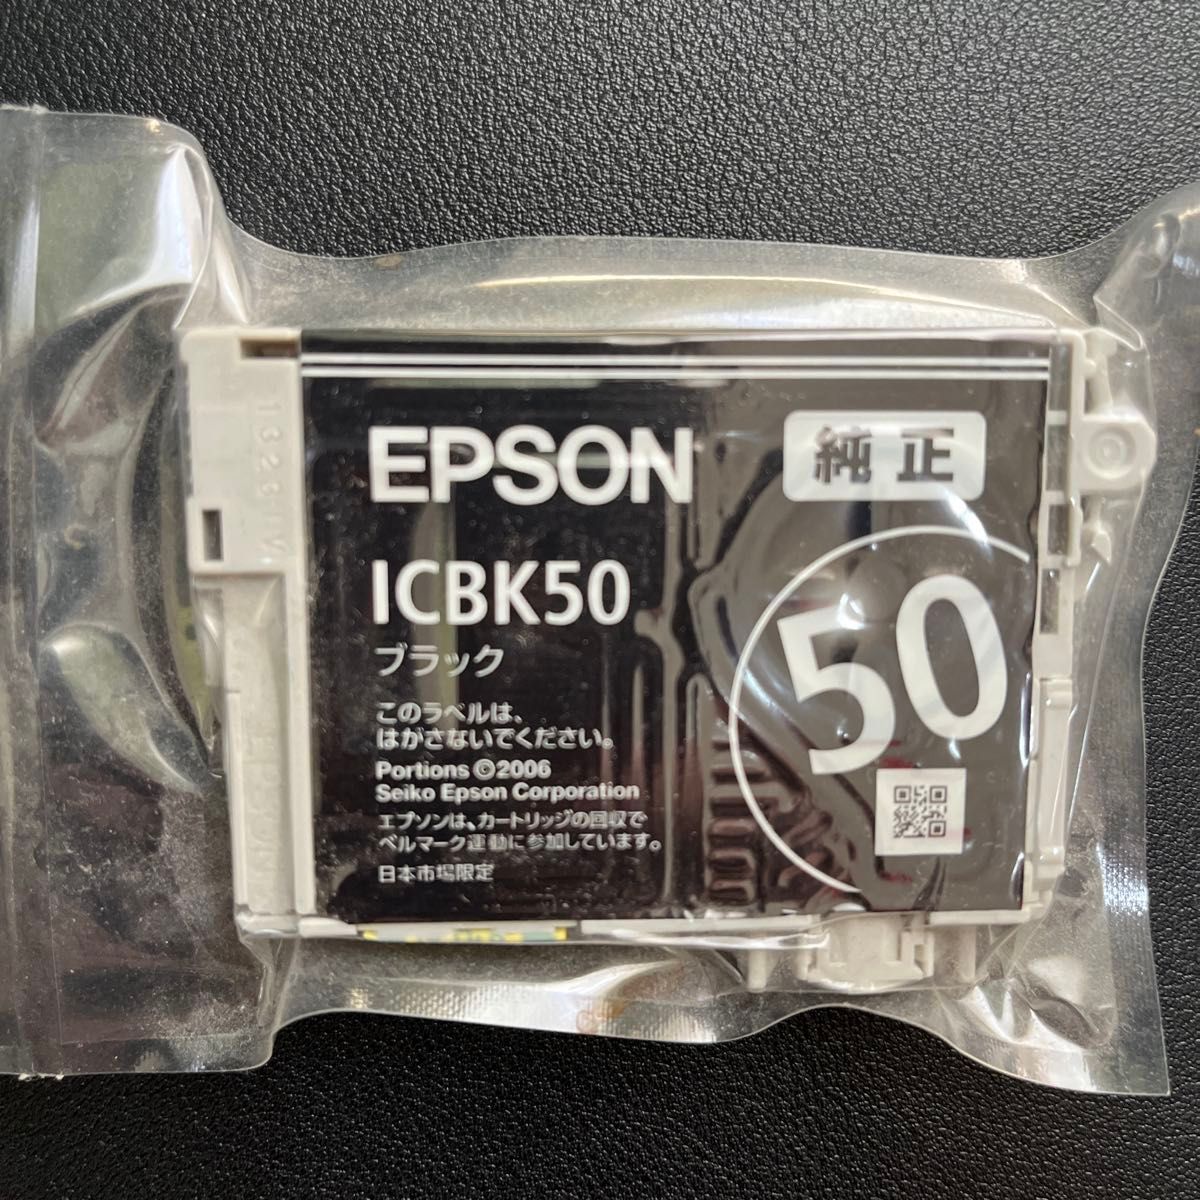 EPSON
純正
ICBK50
ブラック
50
このラベルは、
はがさないでください。
Portions ©2006
Seiko Epson Corporation
エプソンは、カートリッジの回収で
ベルマーク運動に参加しています。
日本市場限定